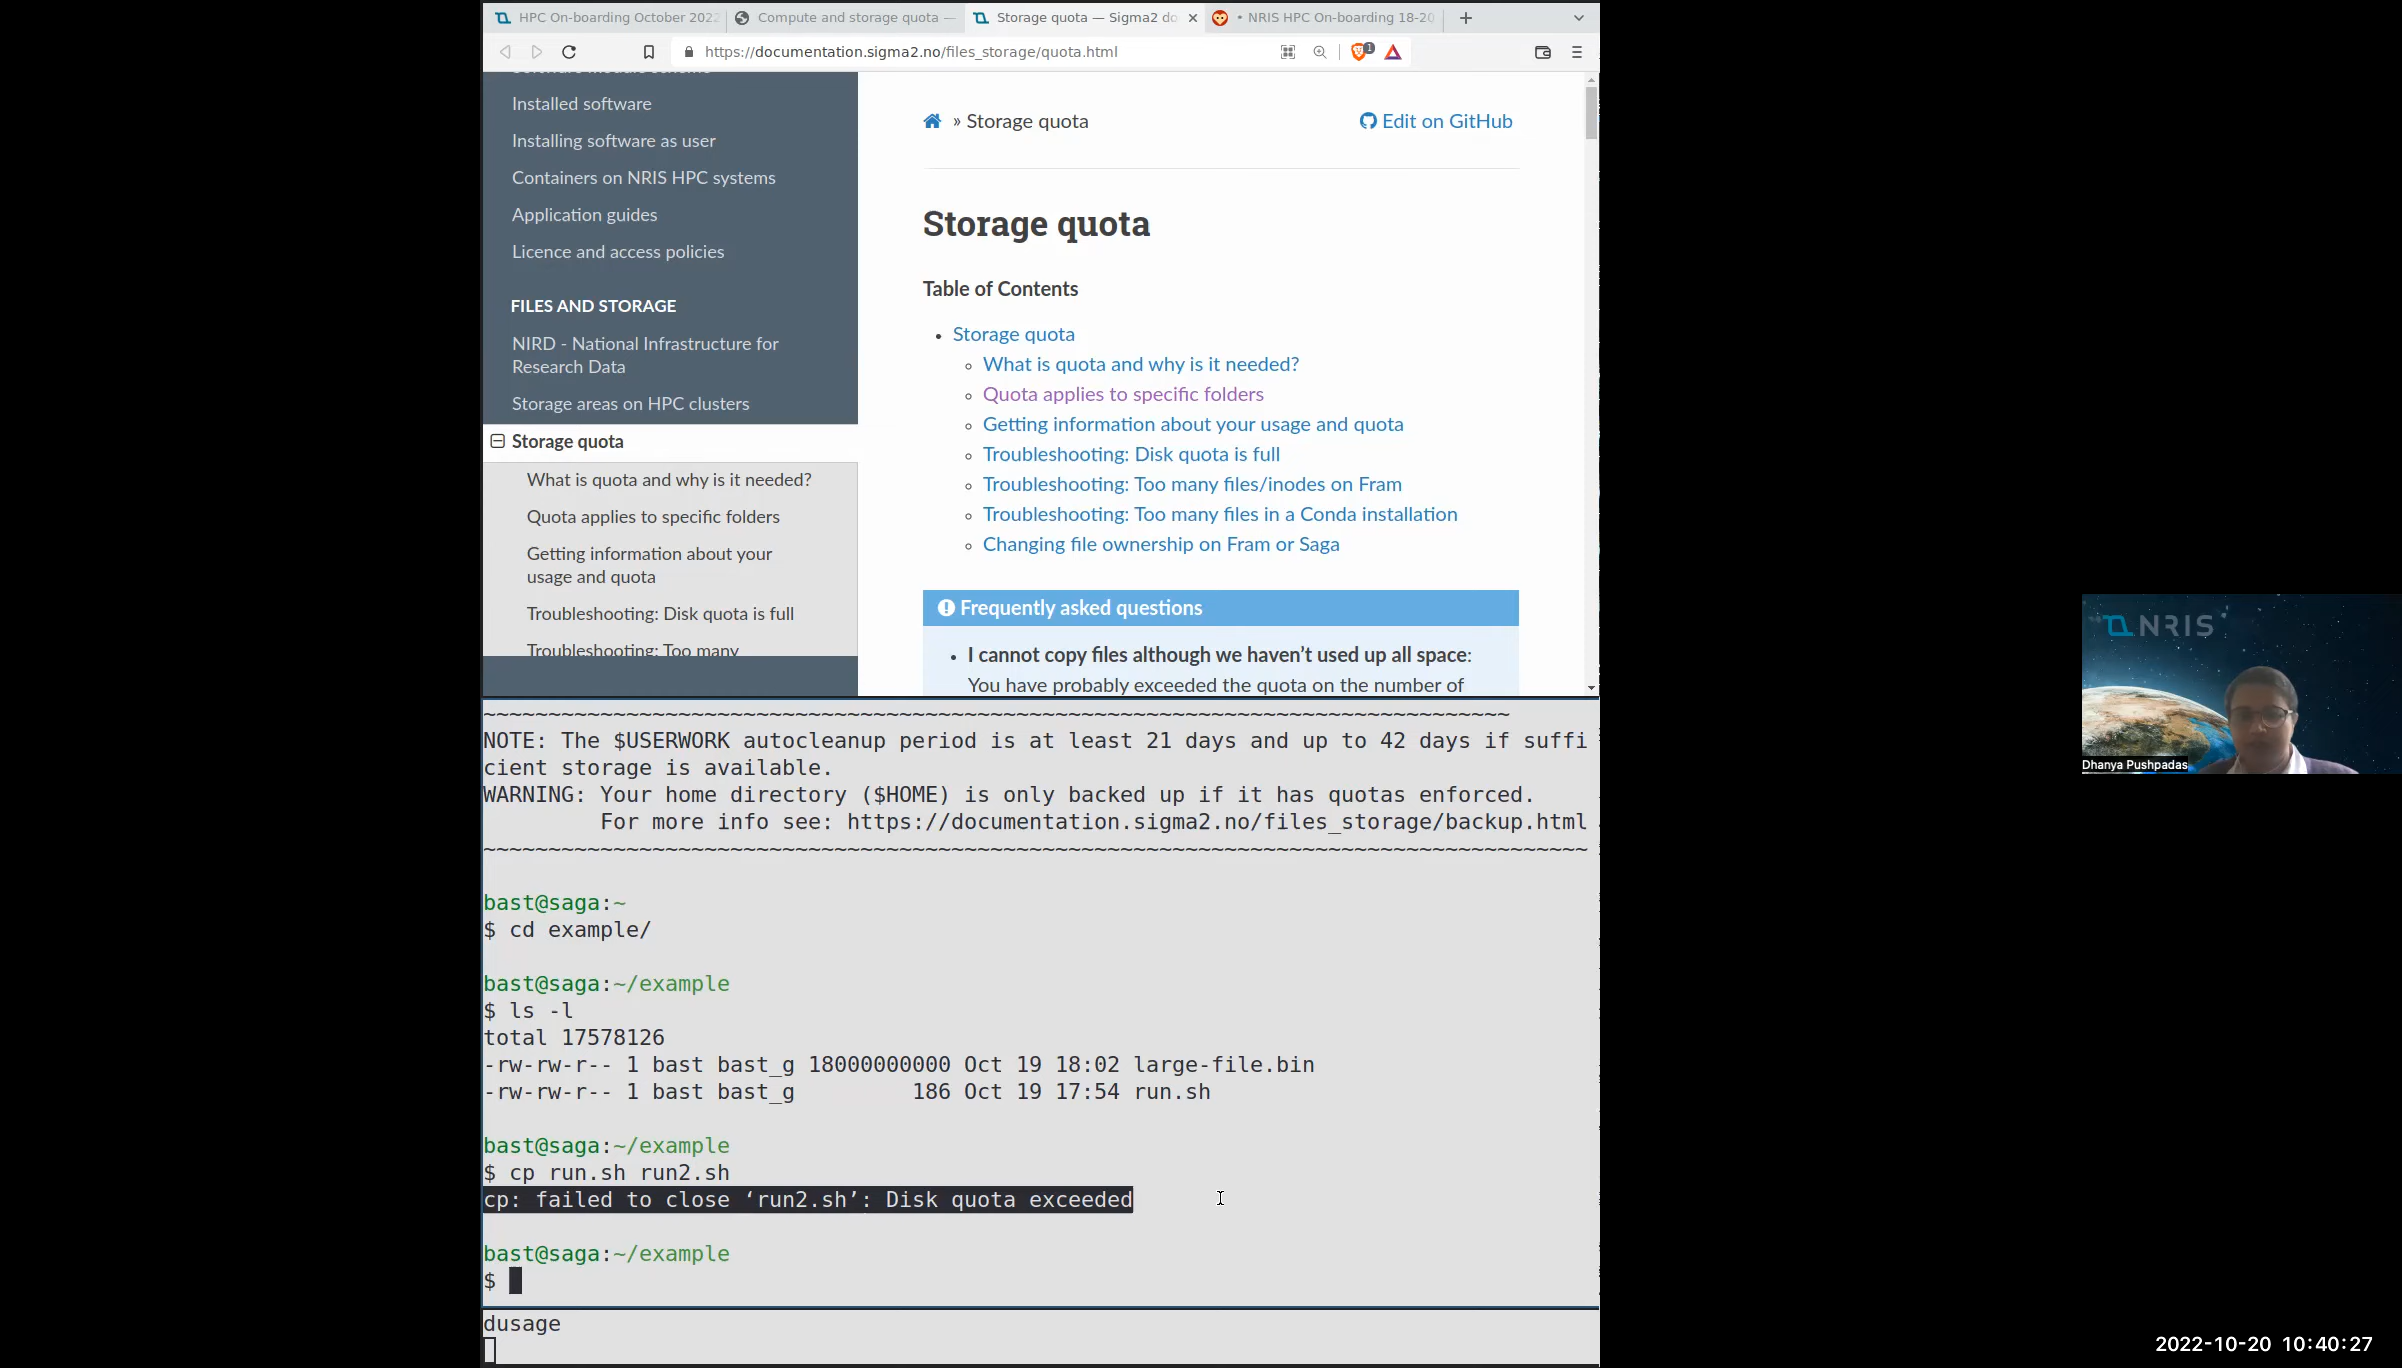 HPC On-boarding October 2022
Compute and storage quota —
Storage quota — Sigma2 do
• NRIS HPC On-boarding 18-20
https://documentation.sigma2.no/files_storage/quota.html
1
Installed software
Installing software as user
Containers on NRIS HPC systems
Application guides
Licence and access policies
FILES AND STORAGE
NIRD - National Infrastructure for
Research Data
Storage areas on HPC clusters
Storage quota
What is quota and why is it needed?
Quota applies to specific folders
Getting information about your
usage and quota
Troubleshooting: Disk quota is full
Troubleshooting: Too many
» Storage quota
Edit on GitHub
Storage quota
Table of Contents
• Storage quota
What is quota and why is it needed?
Quota applies to specific folders
Getting information about your usage and quota
Troubleshooting: Disk quota is full
Troubleshooting: Too many files/inodes on Fram
Troubleshooting: Too many files in a Conda installation
Changing file ownership on Fram or Saga
Frequently asked questions
• I cannot copy files although we haven’t used up all space:
You have probably exceeded the quota on the number of
~~~~~~~~~~~~~~~~~~~~~~~~~~~~~~~~~~~~~~~~~~~~~~~~~~~~~~~~~~~~~~~~~~~~~~~~~~~~~~~
NOTE: The $USERWORK autocleanup period is at least 21 days and up to 42 days if suffi
cient storage is available.
WARNING: Your home directory ($HOME) is only backed up if it has quotas enforced.
For more info see: https://documentation.sigma2.no/files_storage/backup.html
~~~~~~~~~~~~~~~~~~~~~~~~~~~~~~~~~~~~~~~~~~~~~~~~~~~~~~~~~~~~~~~~~~~~~~~~~~~~~~~~~~~~~
bast@saga:~
$ cd example/
bast@saga:~/example
$ ls -l
total 17578126
-rw-rw-r-- 1 bast bast_g 18000000000 Oct 19 18:02 large-file.bin
-rw-rw-r-- 1 bast bast_g         186 Oct 19 17:54 run.sh
bast@saga:~/example
$ cp run.sh run2.sh
cp: failed to close ‘run2.sh’: Disk quota exceeded
bast@saga:~/example
$
dusage
NRIS
Dhanya Pushpadas
2022-10-20 10:40:27